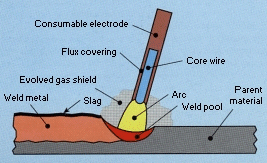 Consumable electrode
Flux covering
Core wire
Evolved gas shield
Arc
Parent
material
Weld metal
Slag
Weld pool